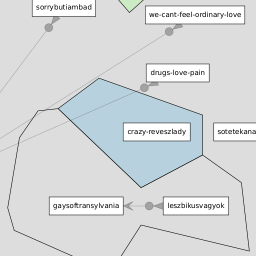 sorrybutiambad
we-cant-feel-ordinary-love
drugs-love-pain
crazy-reveszlady
sotetekana
gaysoftransylvania
leszbikusvagyok